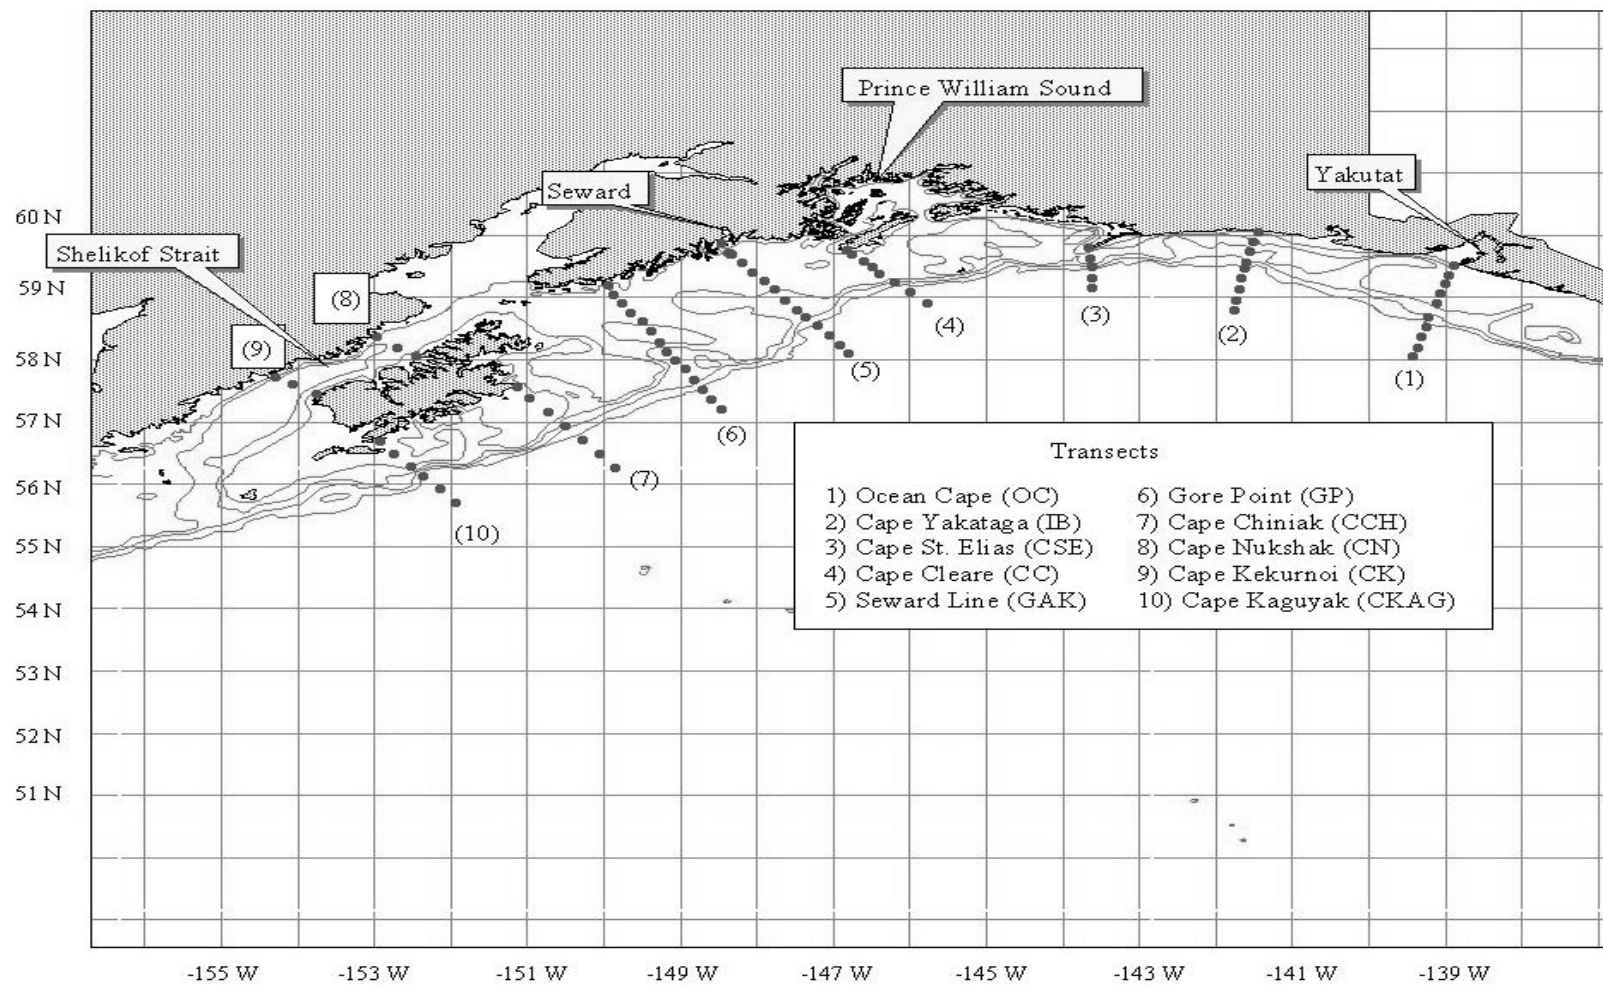 Prince William Sound
Yakutat
Seward
60 N
Shelikof Strait
59 N
(8)
(3)
(4)
(2)
58 N
(9)
(5)
(1)
57 N
(6)
Transects
(7)
56 N
1) Ocean Cape (OC)
2) Cape Yakataga (IB)
3) Cape St. Elias (CSE)
4) Cape Cleare (CC)
5) Seward Line (GAK)
6) Gore Point (GP)
7) Cape Chiniak (CCH)
8) Cape Nukshak (CN)
9) Cape Kekurnoi (CK)
10) Cape Kaguyak (CKAG)
(10)
55 N
54 N
53 N
52 N
51 N
-155 W -153 W -151 W -149 W -147 W -145 W -143 W -141 W -139 W